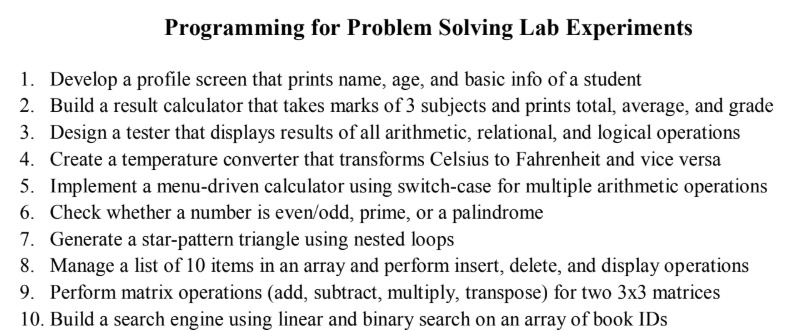 Programming for Problem Solving Lab Experiments
1. Develop a profile screen that prints name, age, and basic info of a student
2. Build a result calculator that takes marks of 3 subjects and prints total, average, and grade
3. Design a tester that displays results of all arithmetic, relational, and logical operations
4. Create a temperature converter that transforms Celsius to Fahrenheit and vice versa
5. Implement a menu-driven calculator using switch-case for multiple arithmetic operations
6. Check whether a number is even/odd, prime, or a palindrome
7. Generate a star-pattern triangle using nested loops
8. Manage a list of 10 items in an array and perform insert, delete, and display operations
9. Perform matrix operations (add, subtract, multiply, transpose) for two 3x3 matrices
10. Build a search engine using linear and binary search on an array of book IDs